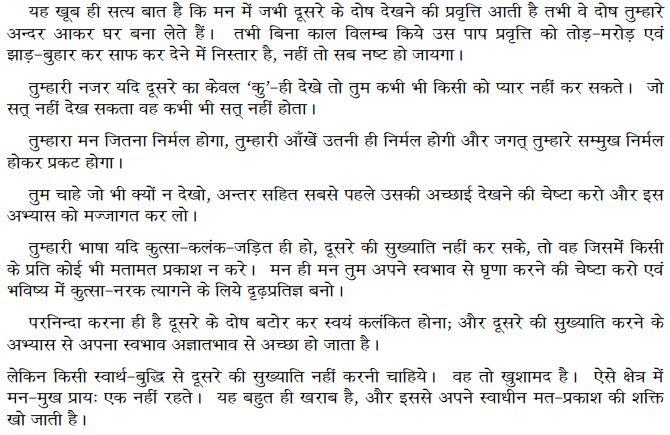 यह खूब ही सत्य बात है कि मन में जभी दूसरे के दोष देखने की प्रवृत्ति आती है तभी वे दोष तुम्हारे
अन्दर आकर घर बना लेते हैं। तभी बिना काल विलम्ब किये उस पाप प्रवृत्ति को तोड़-मरोड़ एवं
झाड़-बुहार कर साफ कर देने में निस्तार है, नहीं तो सब नष्ट हो जायगा।
तुम्हारी नजर यदि दूसरे का केवल ‘कु’-ही देखे तो तुम कभी भी किसी को प्यार नहीं कर सकते। जो
सत् नहीं देख सकता वह कभी भी सत् नहीं होता।
तुम्हारा मन जितना निर्मल होगा, तुम्हारी आँखें उतनी ही निर्मल होगी और जगत् तुम्हारे सम्मुख निर्मल
होकर प्रकट होगा।
तुम चाहे जो भी क्यों न देखो, अन्तर सहित सबसे पहले उसकी अच्छाई देखने की चेष्टा करो और इस
अभ्यास को मज्जागत कर लो।
तुम्हारी भाषा यदि कुत्सा-कलंक-जड़ित ही हो, दूसरे की सुख्याति नहीं कर सके, तो वह जिसमें किसी
के प्रति कोई भी मतामत प्रकाश न करे। मन ही मन तुम अपने स्वभाव से घृणा करने की चेष्टा करो एवं
भविष्य में कुत्सा-नरक त्यागने के लिये दृढ़प्रतिज्ञ बनो।
परनिन्दा करना ही है दूसरे के दोष बटोर कर स्वयं कलंकित होना; और दूसरे की सुख्याति करने के
अभ्यास से अपना स्वभाव अज्ञातभाव से अच्छा हो जाता है।
लेकिन किसी स्वार्थ-बुद्धि से दूसरे की सुख्याति नहीं करनी चाहिये। वह तो खुशामद है। ऐसे क्षेत्र में
मन-मुख प्रायः एक नहीं रहते। यह बहुत ही खराब है, और इससे अपने स्वाधीन मत-प्रकाश की शक्ति
खो जाती है।